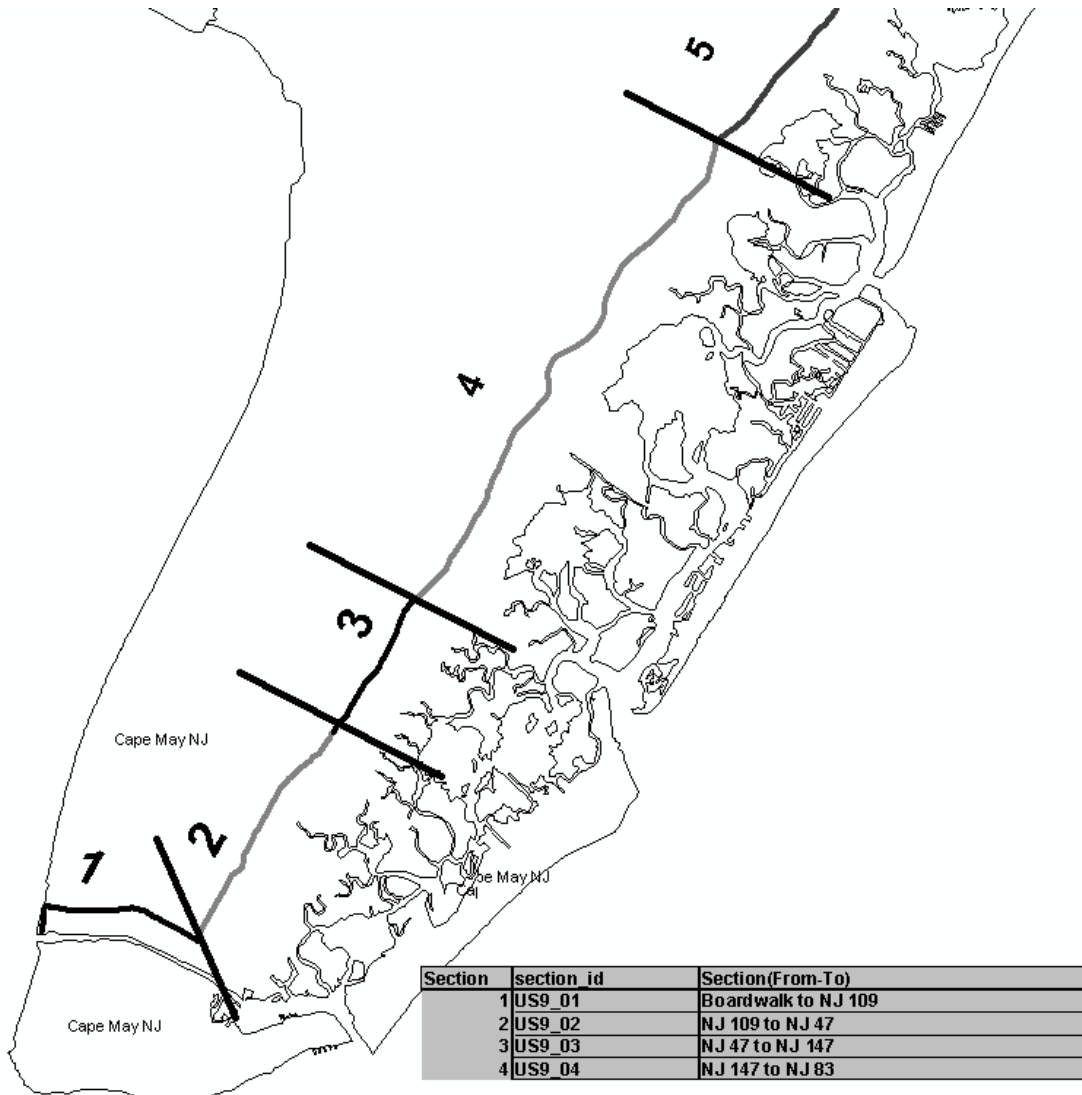 5
4
3
Cape May NJ
2
1
pe May NJ
Cape May NJ
Section section_id Section(From-To)
1 US9_01 Boardwalk to NJ 109
2 US9_02 NJ 109 to NJ 47
3 US9_03 NJ 47 to NJ 147
4 US9_04 NJ 147 to NJ 83